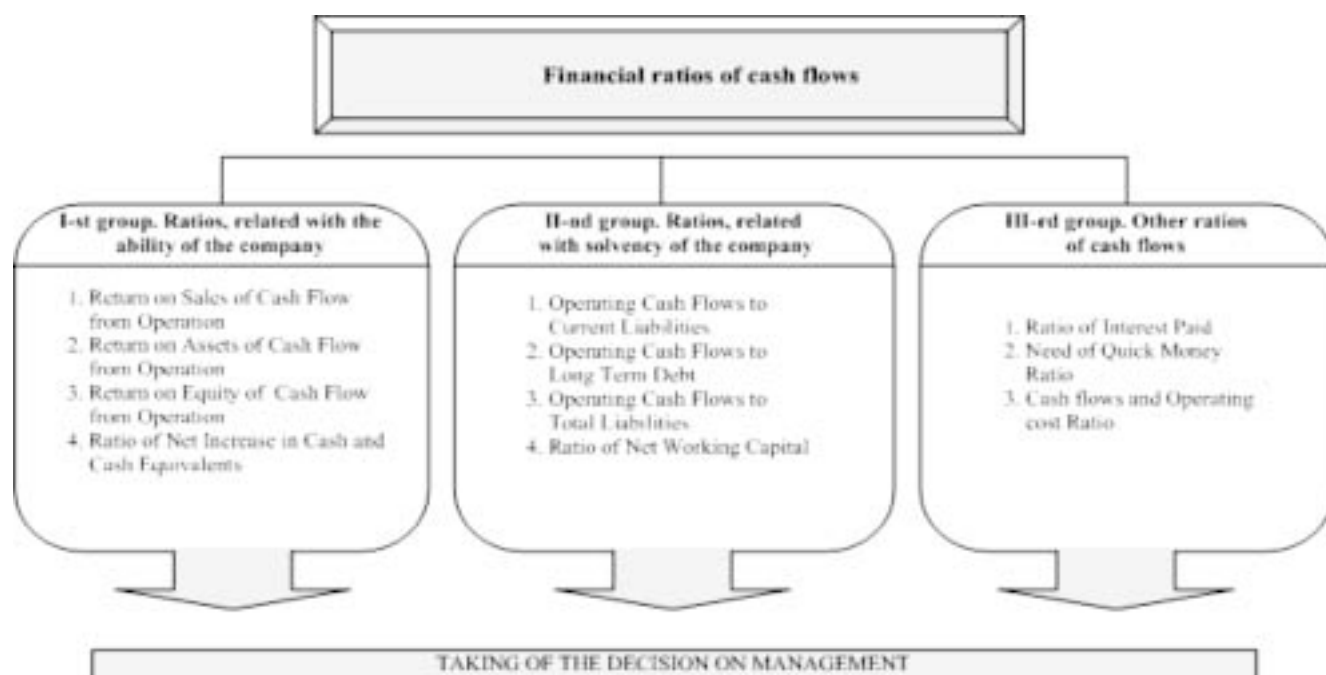 Financial ratios of cash flows
I-st group. Ratios, related with the
ability of the company
1. Return on Sales of Cash Flow
from Operation
2. Return on Assets of Cash Flow
from Operation
3. Return on Equity of Cash Flow
from Operation
4. Ratio of Net Increase in Cash and
Cash Equivalents
II-nd group. Ratios, related
with solvency of the company
1. Operating Cash Flows to
Current Liabilities
2. Operating Cash Flows to
Long Term Debt
3. Operating Cash Flows to
Total Liabilities
4. Ratio of Net Working Capital
III-rd group. Other ratios
of cash flows
1. Ratio of Interest Paid
2. Need of Quick Money
Ratio
3. Cash flows and Operating
cost Ratio
TAKING OF THE DECISION ON MANAGEMENT